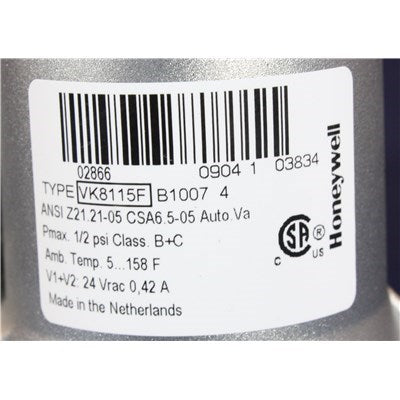 02866 0904 1 03834
TYPE VK8115F B1007 4
ANSI Z21.21-05 CSA6.5-05 Auto.Va
Pmax. 1/2 psi Class. B+C
Amb. Temp. 5...158 F
V1+V2: 24 Vrac 0,42 A
Made in the Netherlands
SA
C US
Honeywell